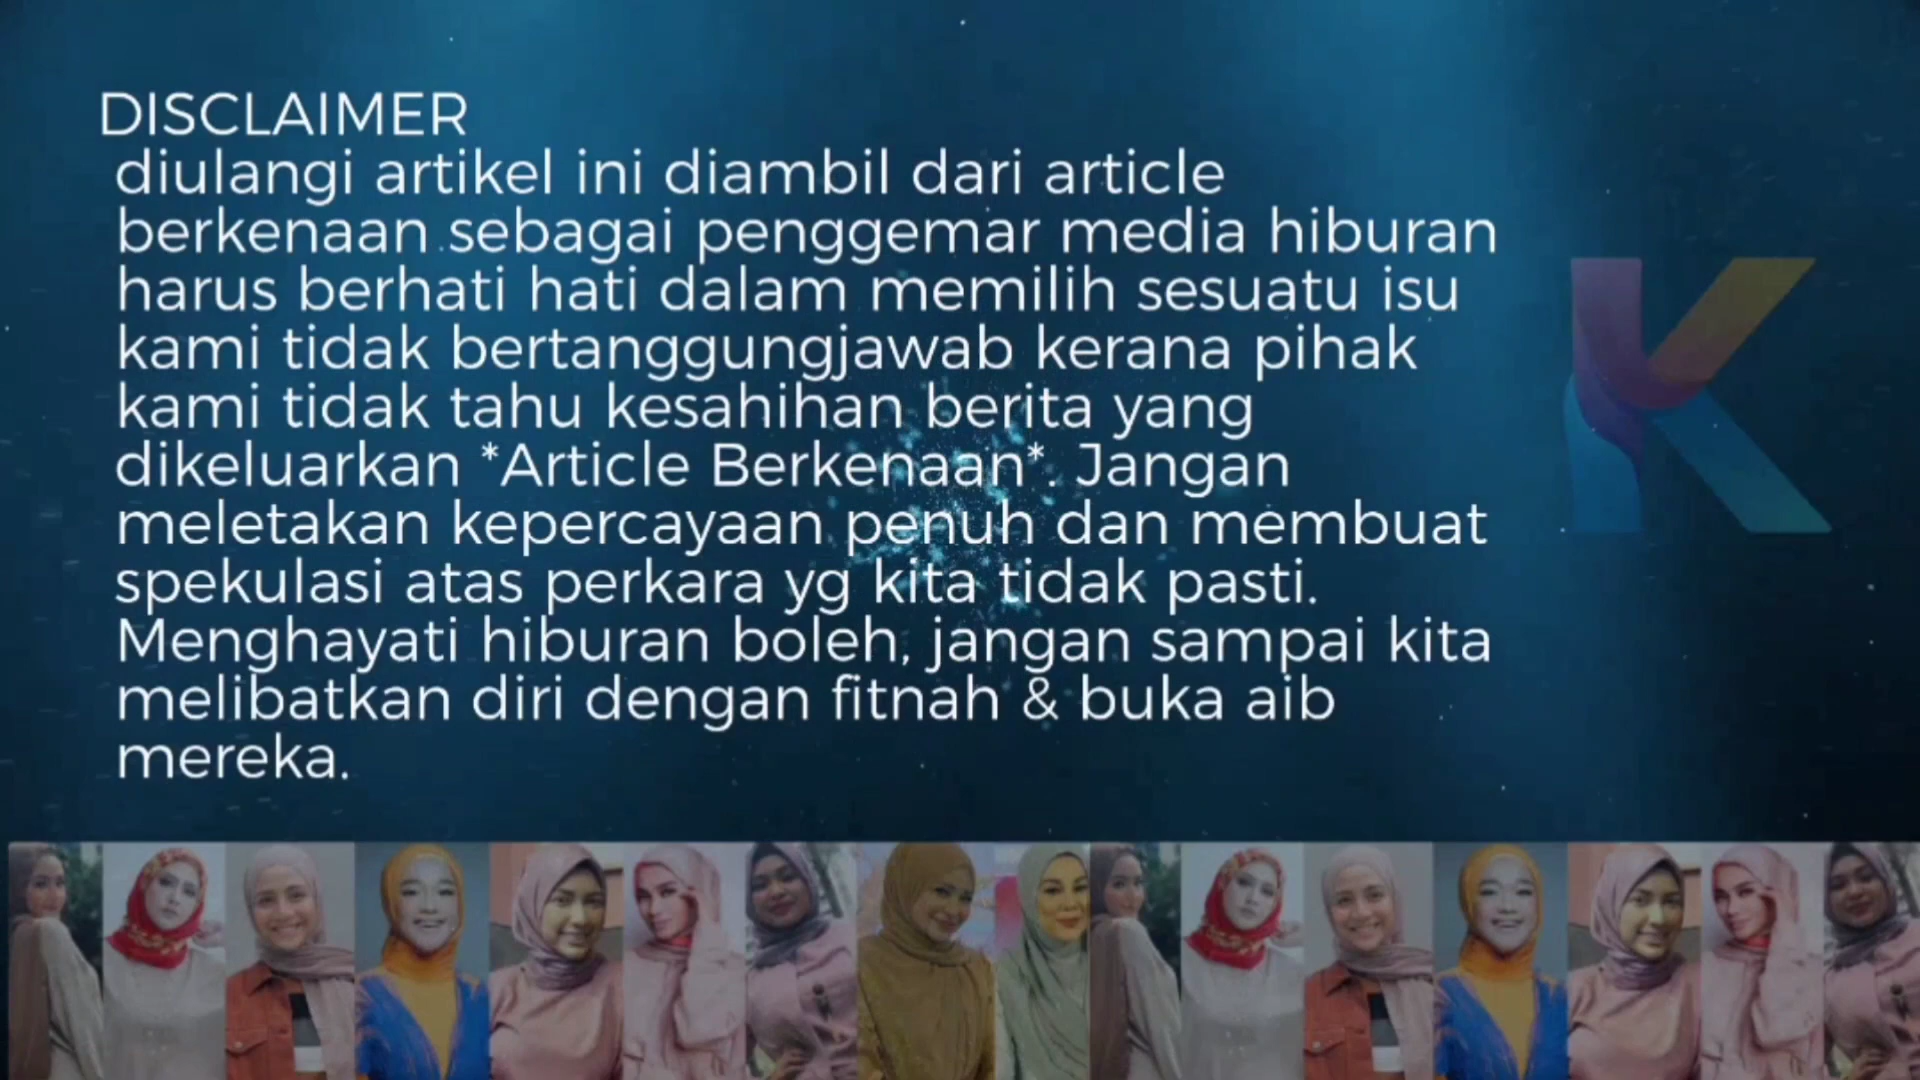 DISCLAIMER
diulangi artikel ini diambil dari article
berkenaan.sebagai penggemar media hiburan
harus berhati hati dalam memilih sesuatu isu
kami tidak bertanggungjawab kerana pihak
kami tidak tahu kesahihan berita yang
dikeluarkan *Article Berkenaan*. Jangan
meletakan kepercayaan penuh dan membuat
spekulasi atas perkara yg kita tidak pasti.
Menghayati hiburan boleh, jangan sampai kita
melibatkan diri dengan fitnah & buka aib
mereka.
K